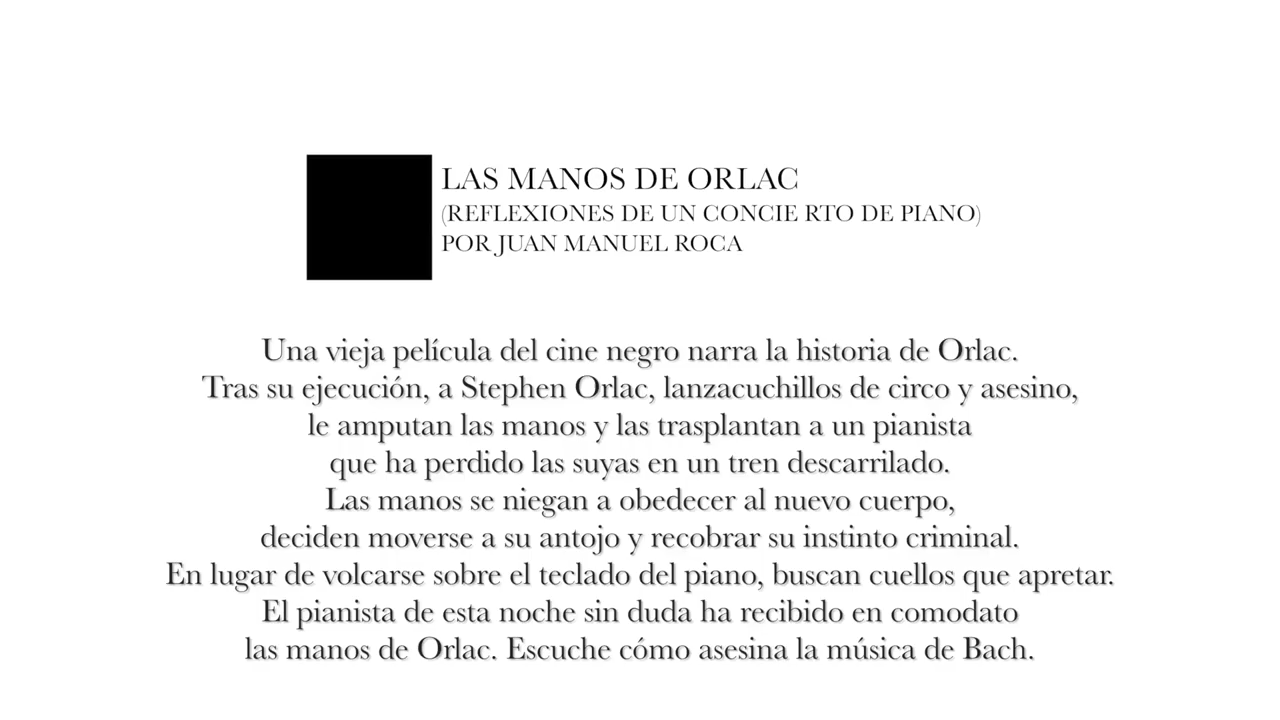 LAS MANOS DE ORLAC
(REFLEXIONES DE UN CONCIE RTO DE PIANO)
POR JUAN MANUEL ROCA
Una vieja película del cine negro narra la historia de Orlac.
Tras su ejecución, a Stephen Orlac, lanzacuchillos de circo y asesino,
le amputan las manos y las trasplantan a un pianista
que ha perdido las suyas en un tren descarrilado.
Las manos se niegan a obedecer al nuevo cuerpo,
deciden moverse a su antojo y recobrar su instinto criminal.
En lugar de volcarse sobre el teclado del piano, buscan cuellos que apretar.
El pianista de esta noche sin duda ha recibido en comodato
las manos de Orlac. Escuche cómo asesina la música de Bach.